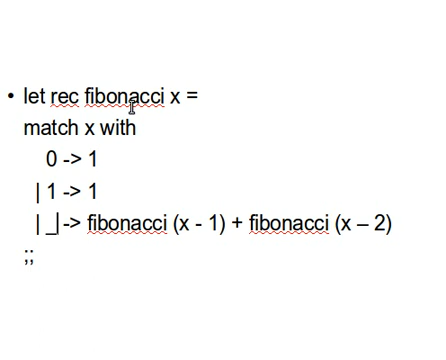 • let rec fibonacci x =
match x with
0 -> 1
| 1 -> 1
| _ -> fibonacci (x - 1) + fibonacci (x – 2)
;;